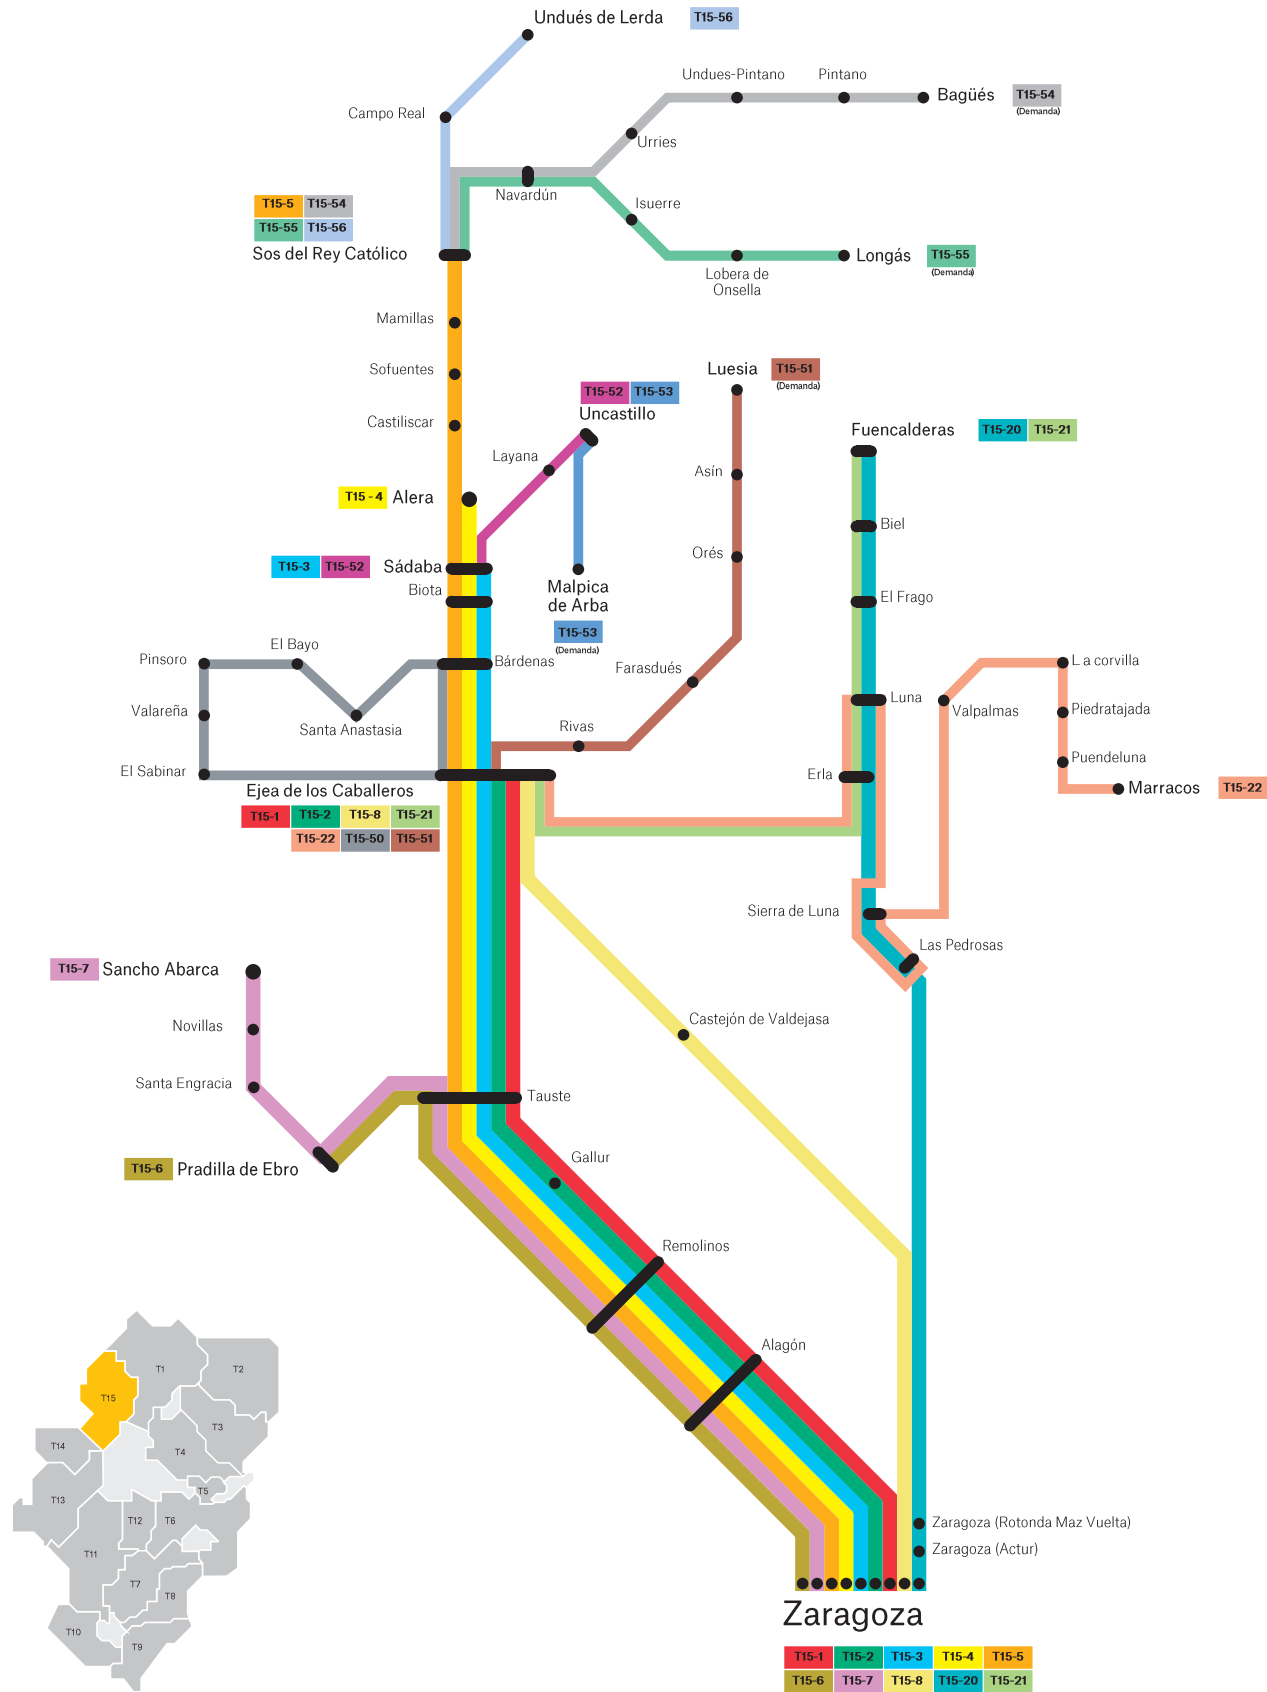 Undués de Lerda
T15-56
Undues-Pintano
Pintano
Bagüés
T15-54
(Demanda)
Campo Real
Urries
Navardún
Isuerre
T15-5
T15-54
T15-55
T15-56
Sos del Rey Católico
Longás
T15-55
(Demanda)
Lobera de
Onsella
Mamillas
Sofuentes
Castiliscar
Luesia
T15-51
(Demanda)
T15-52
T15-53
Uncastillo
Layana
Fuencalderas
T15-20
T15-21
Asín
T15 - 4
Alera
Biel
Orés
T15-3
T15-52
Sádaba
Biota
Malpica
de Arba
T15-53
(Demanda)
El Frago
El Bayo
Pinsoro
Bárdenas
Farasdués
L a corvilla
Valareña
Santa Anastasia
Rivas
Luna
Valpalmas
Piedratajada
El Sabinar
Erla
Puendeluna
Ejea de los Caballeros
Marracos
T15-22
T15-1
T15-2
T15-8
T15-21
T15-22
T15-50
T15-51
Sierra de Luna
Las Pedrosas
T15-7
Sancho Abarca
Novillas
Castejón de Valdejasa
Santa Engracia
Tauste
T15-6
Pradilla de Ebro
Gallur
Remolinos
Alagón
T1
T2
T15
T3
T14
T4
T5
T13
T12
T6
T11
T7
T8
T10
T9
Zaragoza (Rotonda Maz Vuelta)
Zaragoza (Actur)
Zaragoza
T15-1
T15-2
T15-3
T15-4
T15-5
T15-6
T15-7
T15-8
T15-20
T15-21